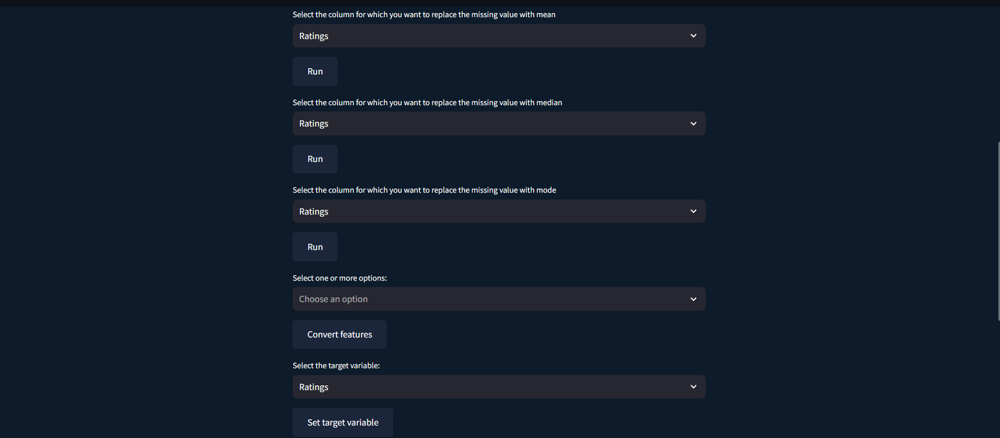 Select the column for which you want to replace the missing value with mean
Ratings
Run
Select the column for which you want to replace the missing value with median
Ratings
Run
Select the column for which you want to replace the missing value with mode
Ratings
Run
Select one or more options:
Choose an option
Convert features
Select the target variable:
Ratings
Set target variable